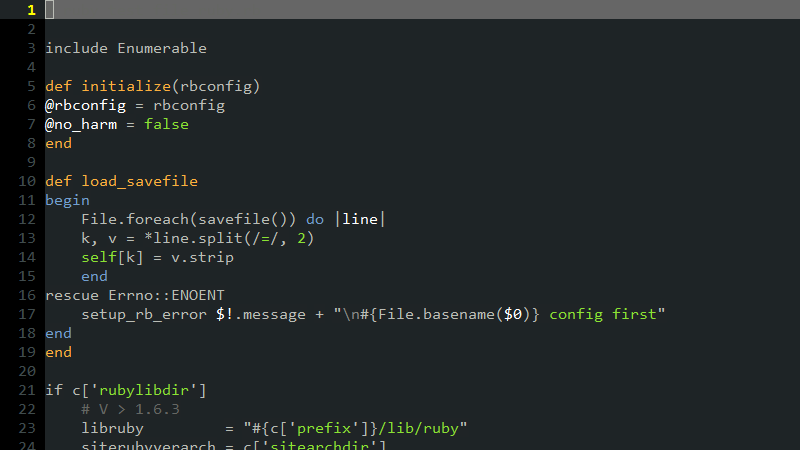 1
2
3 include Enumerable
4
5 def initialize(rbconfig)
6 @rbconfig = rbconfig
7 @no_harm = false
8 end
9
10 def load_savefile
11 begin
12     File.foreach(savefile()) do |line|
13     k, v = *line.split(/=/, 2)
14     self[k] = v.strip
15     end
16 rescue Errno::ENOENT
17     setup_rb_error $!.message + "\n#{File.basename($0)} config first"
18 end
19 end
20
21 if c['rubylibdir']
22     # V > 1.6.3
23     libruby         = "#{c['prefix']}/lib/ruby"
24     siterubyverarch = c['sitearchdir']